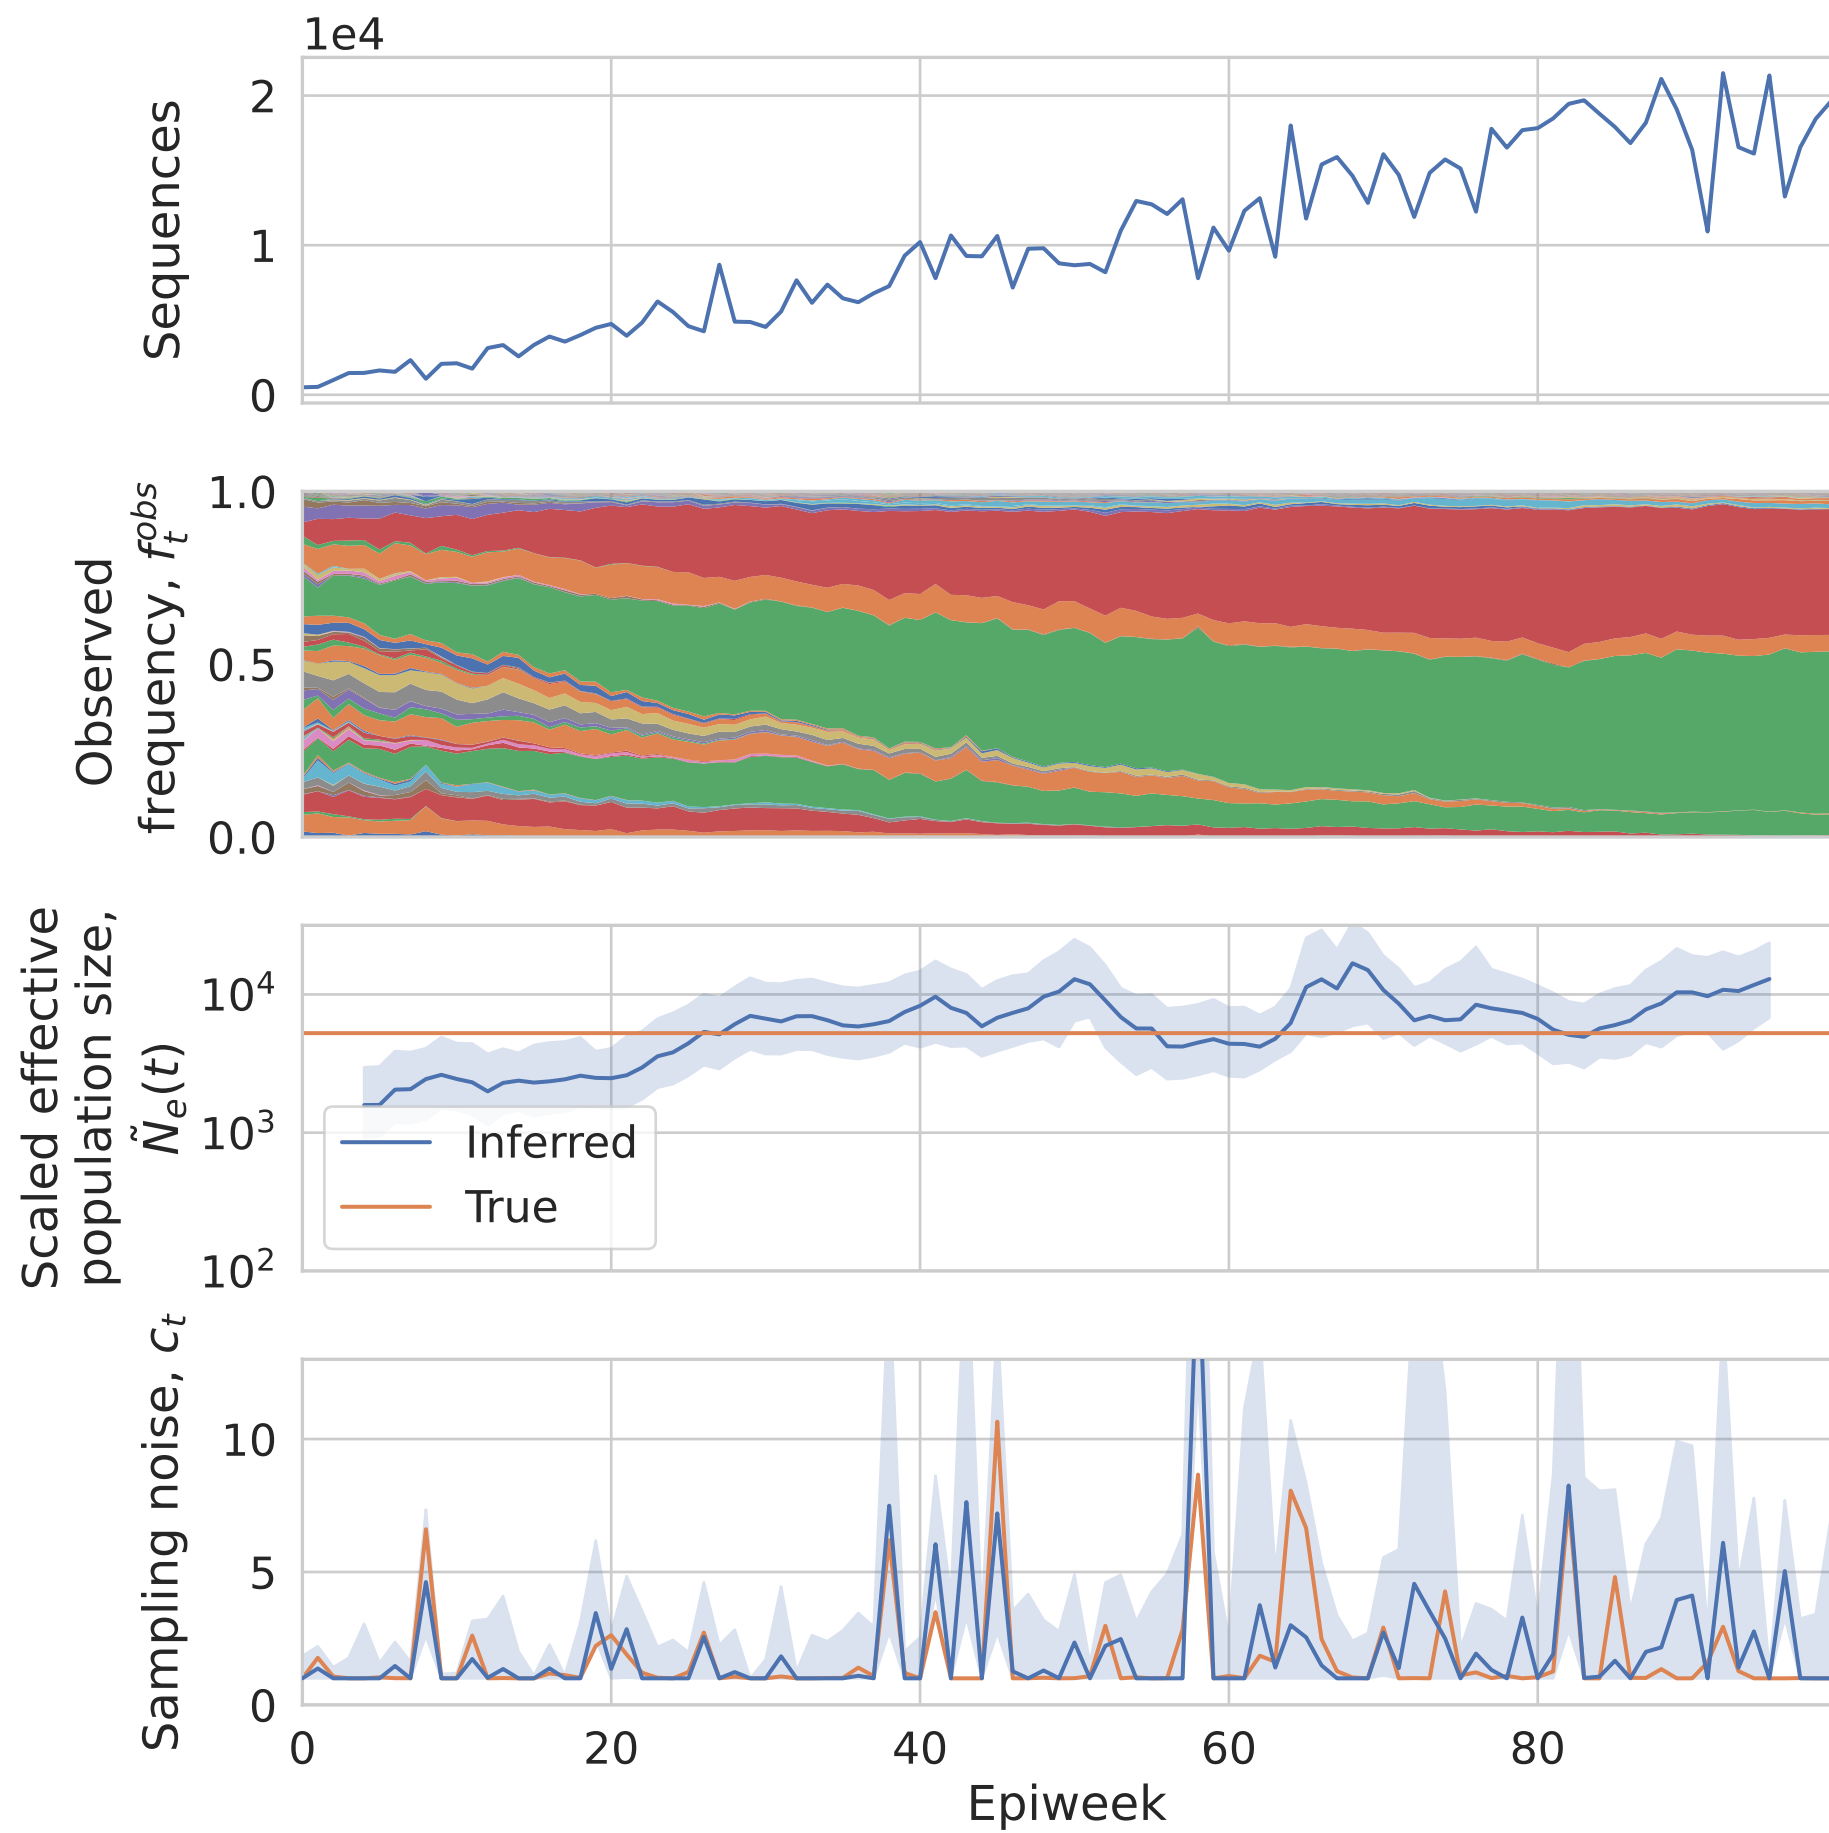 1e4
2
1
0
Sequences
1.0
0.5
0.0
Observed
frequency, f_t^{obs}
10^4
10^3
10^2
Scaled effective
population size,
Ñ_e(t)
Inferred
True
10
5
0
Sampling noise, c_t
0 20 40 60 80
Epiweek